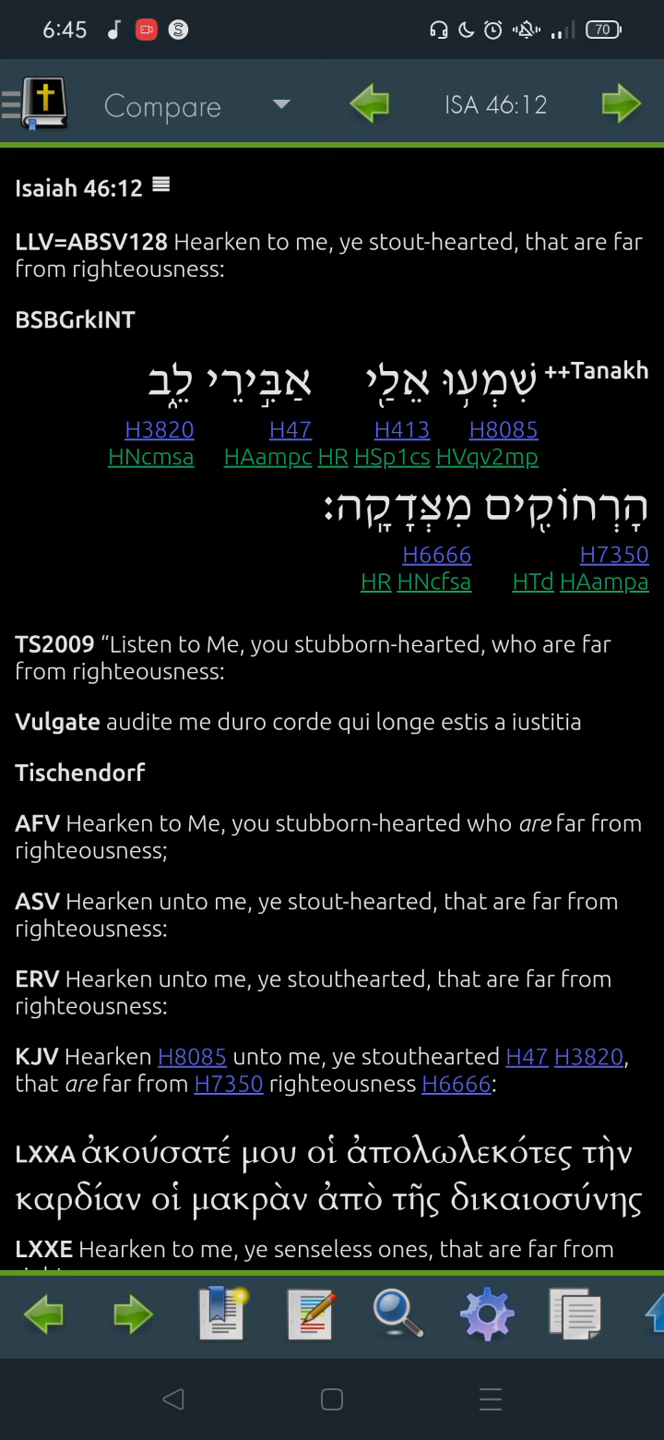 6:45 70
Compare ISA 46:12
Isaiah 46:12
LLV=ABSV128 Hearken to me, ye stout-hearted, that are far
from righteousness:
BSBGrkINT
++Tanakh שִׁמְע֥וּ אֵלַ֖י אַבִּ֣ירֵי לֵ֑ב
H8085 H413 H47 H3820
HVqv2mp HSp1cs HR HAampc HNcmsa
הָרְחוֹקִ֖ים מִצְּדָקָֽה׃
H7350 H6666
HTd HAampa HR HNcfsa
TS2009 “Listen to Me, you stubborn-hearted, who are far
from righteousness:
Vulgate audite me duro corde qui longe estis a iustitia
Tischendorf
AFV Hearken to Me, you stubborn-hearted who are far from
righteousness;
ASV Hearken unto me, ye stout-hearted, that are far from
righteousness:
ERV Hearken unto me, ye stouthearted, that are far from
righteousness:
KJV Hearken H8085 unto me, ye stouthearted H47 H3820,
that are far from H7350 righteousness H6666:
LXXA ἀκούσατέ μου οἱ ἀπολωλεκότες τὴν
καρδίαν οἱ μακρὰν ἀπὸ τῆς δικαιοσύνης
LXXE Hearken to me, ye senseless ones, that are far from